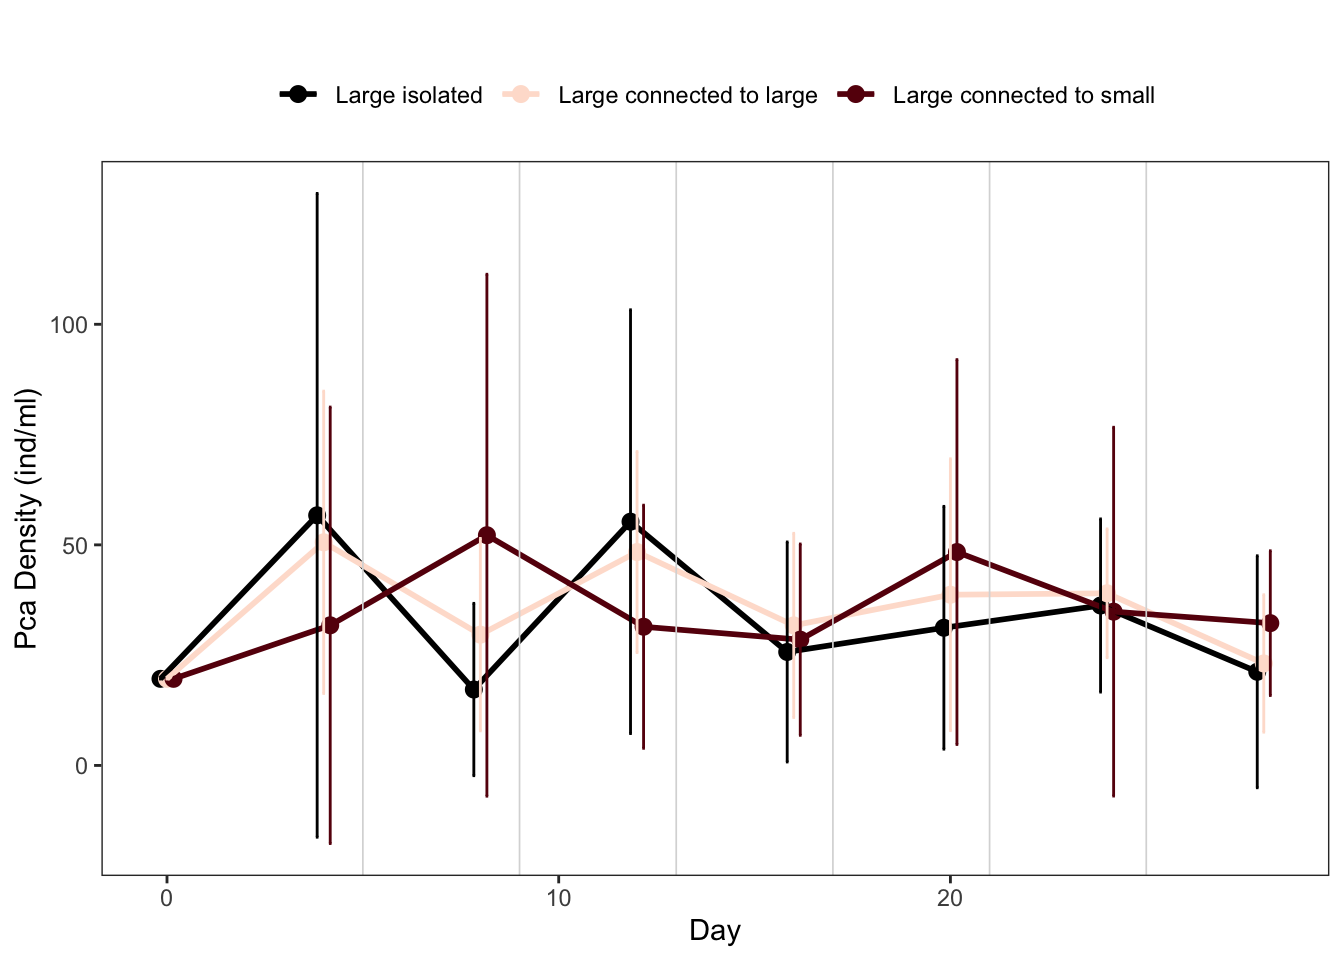 Large isolated Large connected to large Large connected to small
Pca Density (ind/ml)
100
50
0
0 10 20
Day